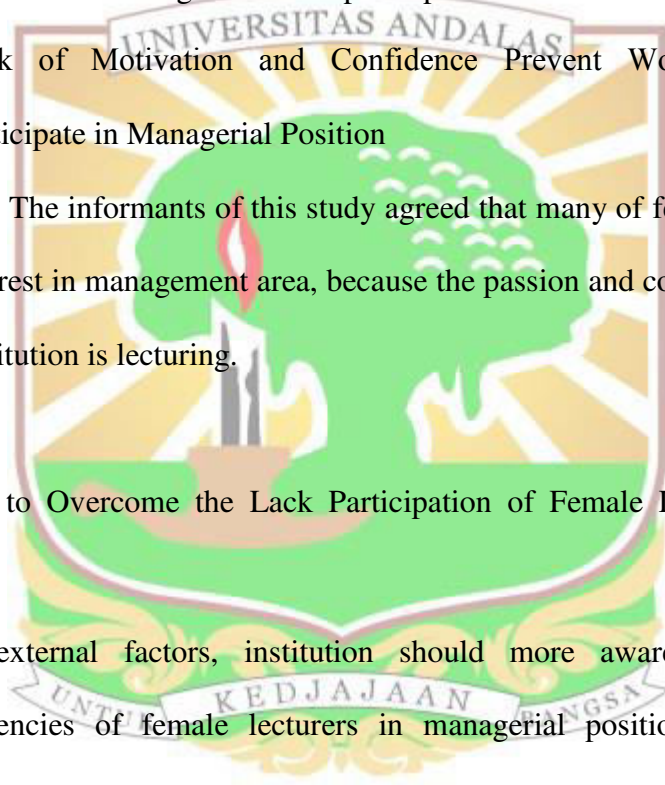 UNIVERSITAS ANDALAS
k of Motivation and Confidence Prevent Wo
icipate in Managerial Position
The informants of this study agreed that many of fe
rest in management area, because the passion and co
itution is lecturing.
to Overcome the Lack Participation of Female
external factors, institution should more aware
UNTUK KEDJAJAAN BANGSA
encies of female lecturers in managerial positio